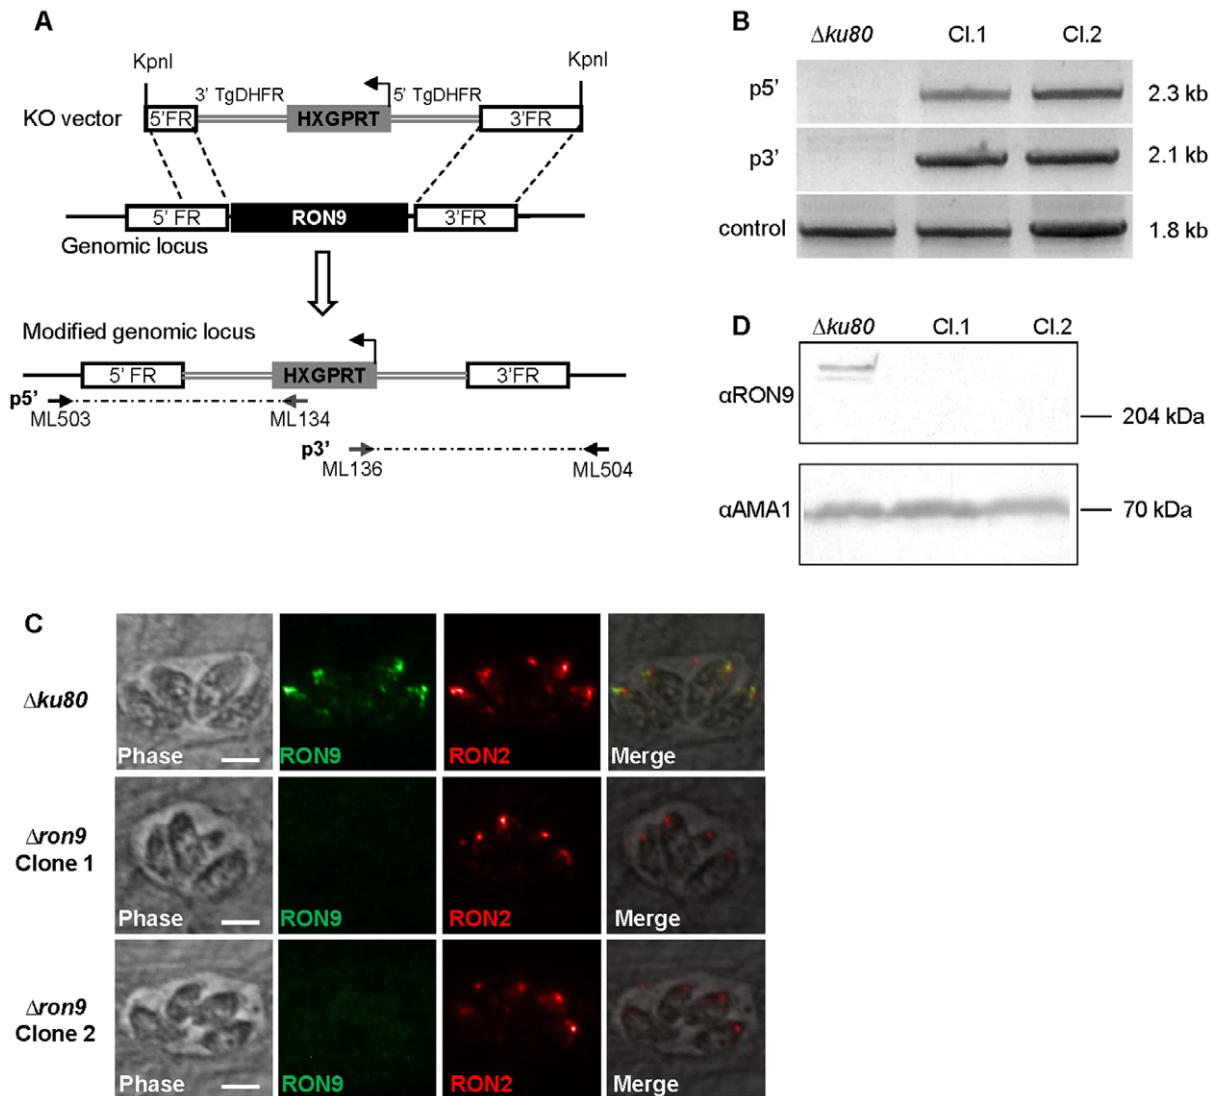 A
KpnI
KpnI
3' TgDHFR
5' TgDHFR
KO vector
5'FR
HXGPRT
3'FR
5' FR
RON9
3'FR
Genomic locus
Modified genomic locus
5' FR
HXGPRT
3'FR
p5'
ML503
ML134
p3'
ML136
ML504
B
Δku80
Cl.1
Cl.2
p5'
2.3 kb
p3'
2.1 kb
control
1.8 kb
D
Δku80
Cl.1
Cl.2
αRON9
204 kDa
αAMA1
70 kDa
C
Δku80
Phase
RON9
RON2
Merge
Δron9
Clone 1
Phase
RON9
RON2
Merge
Δron9
Clone 2
Phase
RON9
RON2
Merge